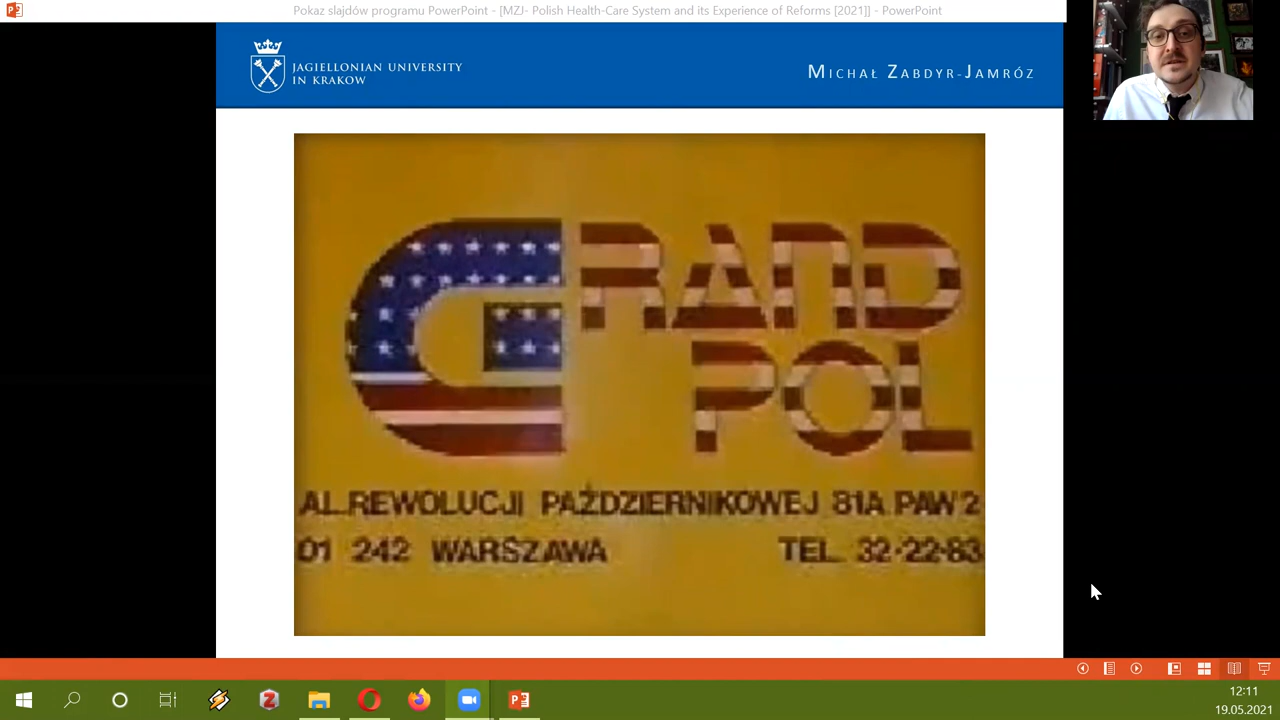 Pokaz slajdów programu PowerPoint - [MZJ- Polish Health-Care System and its Experience of Reforms [2021]] - PowerPoint
JAGIELLONIAN UNIVERSITY
IN KRAKOW
MICHAŁ ZABDYR-JAMRÓZ
GRAND
POL
AL.REWOLUCJI PAŹDZIERNIKOWEJ 81A PAW 2
01 242 WARSZAWA TEL. 32-22-83
12:11
19.05.2021